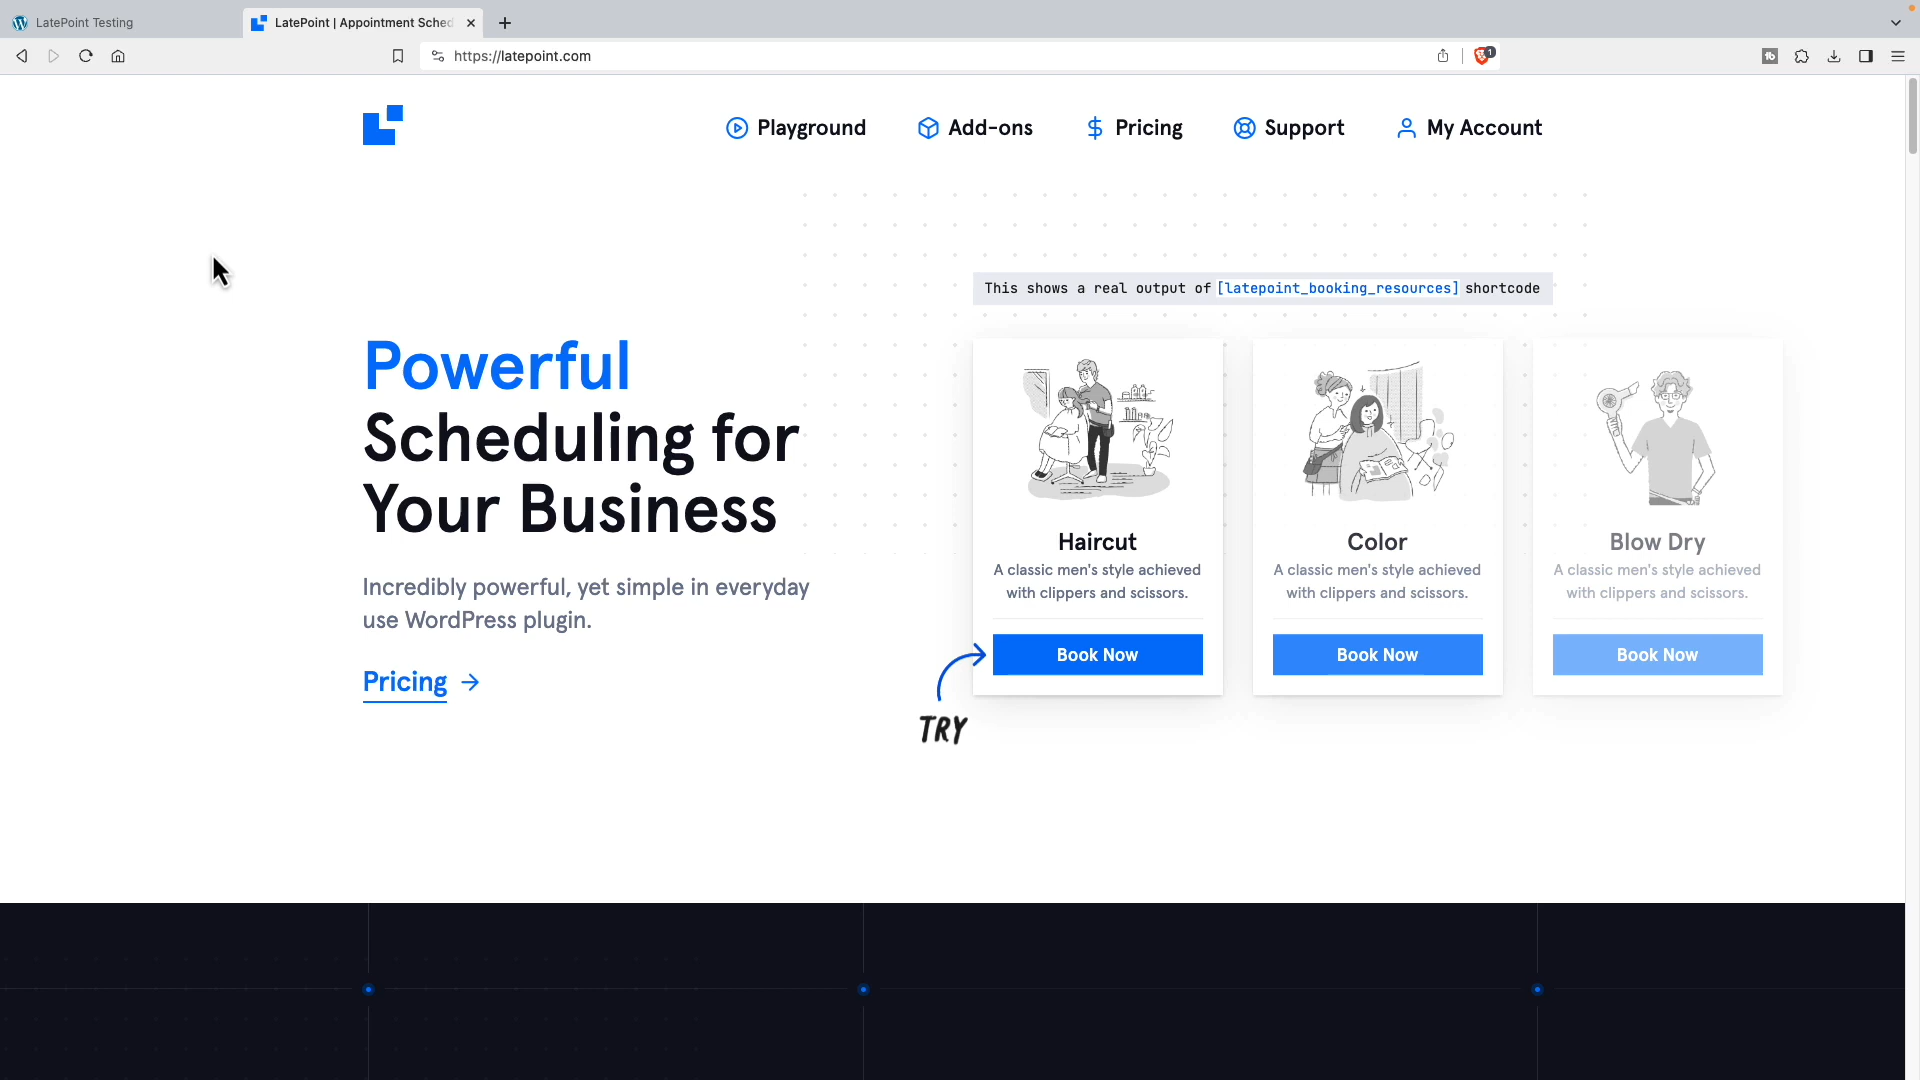 LatePoint Testing
LatePoint | Appointment Sched
https://latepoint.com
1
Playground
Add-ons
Pricing
Support
My Account
This shows a real output of [latepoint_booking_resources] shortcode
Powerful
Scheduling for
Your Business
Incredibly powerful, yet simple in everyday
use WordPress plugin.
Pricing
Haircut
A classic men's style achieved
with clippers and scissors.
Book Now
Color
A classic men's style achieved
with clippers and scissors.
Book Now
Blow Dry
A classic men's style achieved
with clippers and scissors.
Book Now
TRY